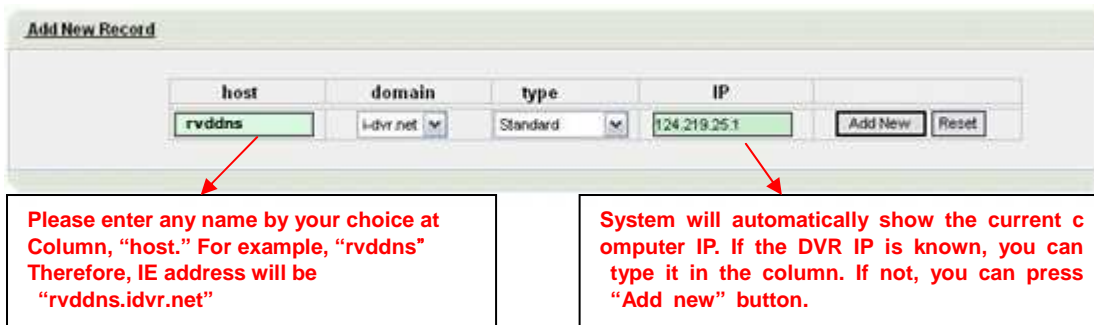 Add New Record
host domain type IP
rvddns i-dvr.net Standard 124.219.25.1 Add New Reset
Please enter any name by your choice at
Column, “host.” For example, “rvddns”
Therefore, IE address will be
“rvddns.idvr.net”
System will automatically show the current c
omputer IP. If the DVR IP is known, you can
type it in the column. If not, you can press
“Add new” button.